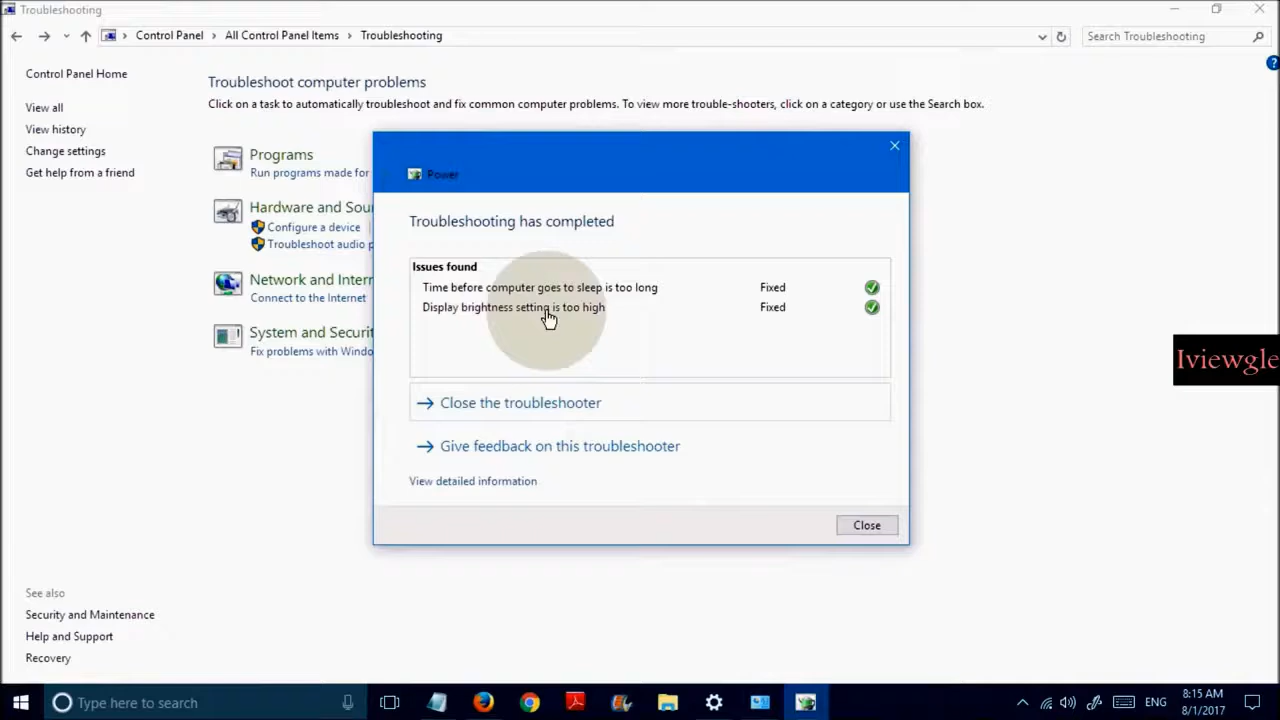 Troubleshooting
Control Panel
All Control Panel Items
Troubleshooting
Search Troubleshooting
Control Panel Home
View all
View history
Change settings
Get help from a friend
Troubleshoot computer problems
Click on a task to automatically troubleshoot and fix common computer problems. To view more trouble-shooters, click on a category or use the Search box.
Programs
Run programs made for
Hardware and Sou
Configure a device
Troubleshoot audio p
Network and Intern
Connect to the Internet
System and Securit
Fix problems with Windo
Power
Troubleshooting has completed
Issues found
Time before computer goes to sleep is too long Fixed
Display brightness setting is too high Fixed
Close the troubleshooter
Give feedback on this troubleshooter
View detailed information
Close
Iviewgle
See also
Security and Maintenance
Help and Support
Recovery
Type here to search
ENG
8:15 AM
8/1/2017